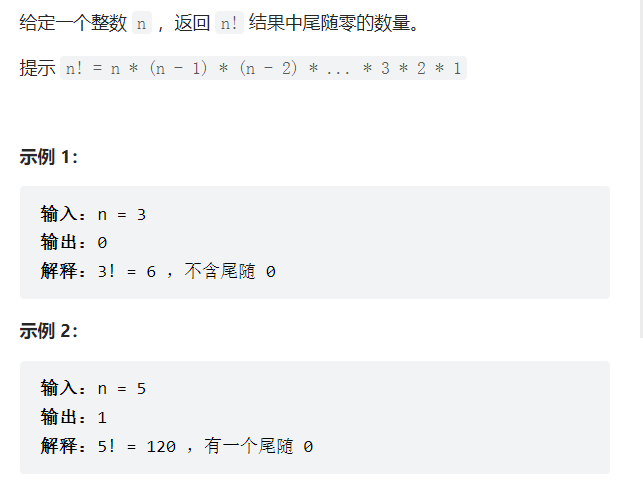 给定一个整数 n ，返回 n! 结果中尾随零的数量。
提示 n! = n * (n - 1) * (n - 2) * ... * 3 * 2 * 1
示例 1：
输入：n = 3
输出：0
解释：3! = 6 ，不含尾随 0
示例 2：
输入：n = 5
输出：1
解释：5! = 120 ，有一个尾随 0